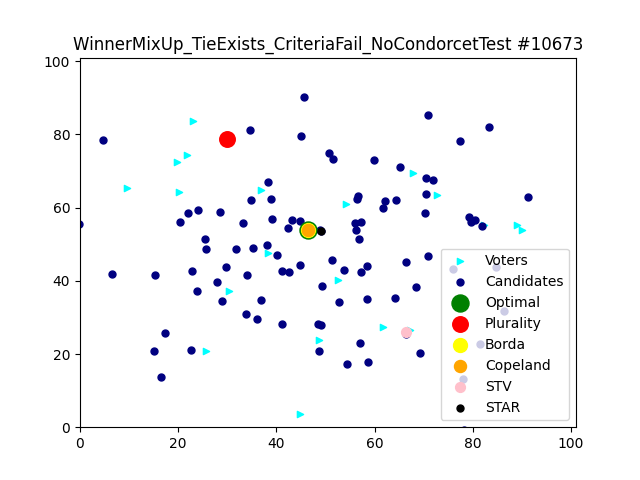 WinnerMixUp_TieExists_CriteriaFail_NoCondorcetTest #10673
100
80
60
40
20
0
0 20 40 60 80 100
Voters
Candidates
Optimal
Plurality
Borda
Copeland
STV
STAR